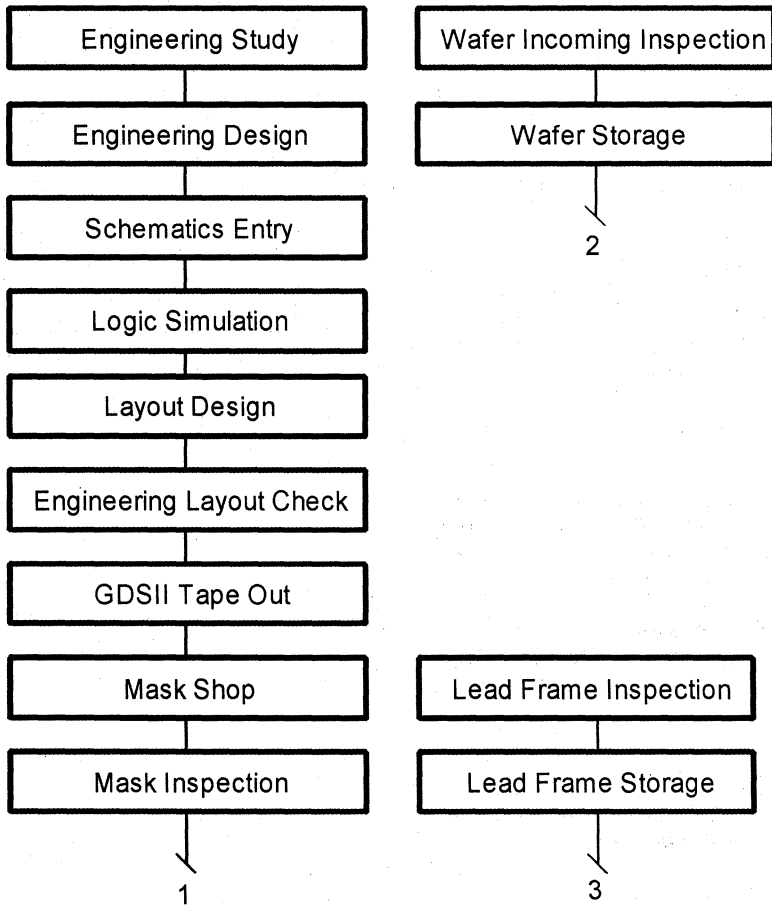 Engineering Study
Engineering Design
Schematics Entry
Logic Simulation
Layout Design
Engineering Layout Check
GDSII Tape Out
Mask Shop
Mask Inspection
1
Wafer Incoming Inspection
Wafer Storage
2
Lead Frame Inspection
Lead Frame Storage
3